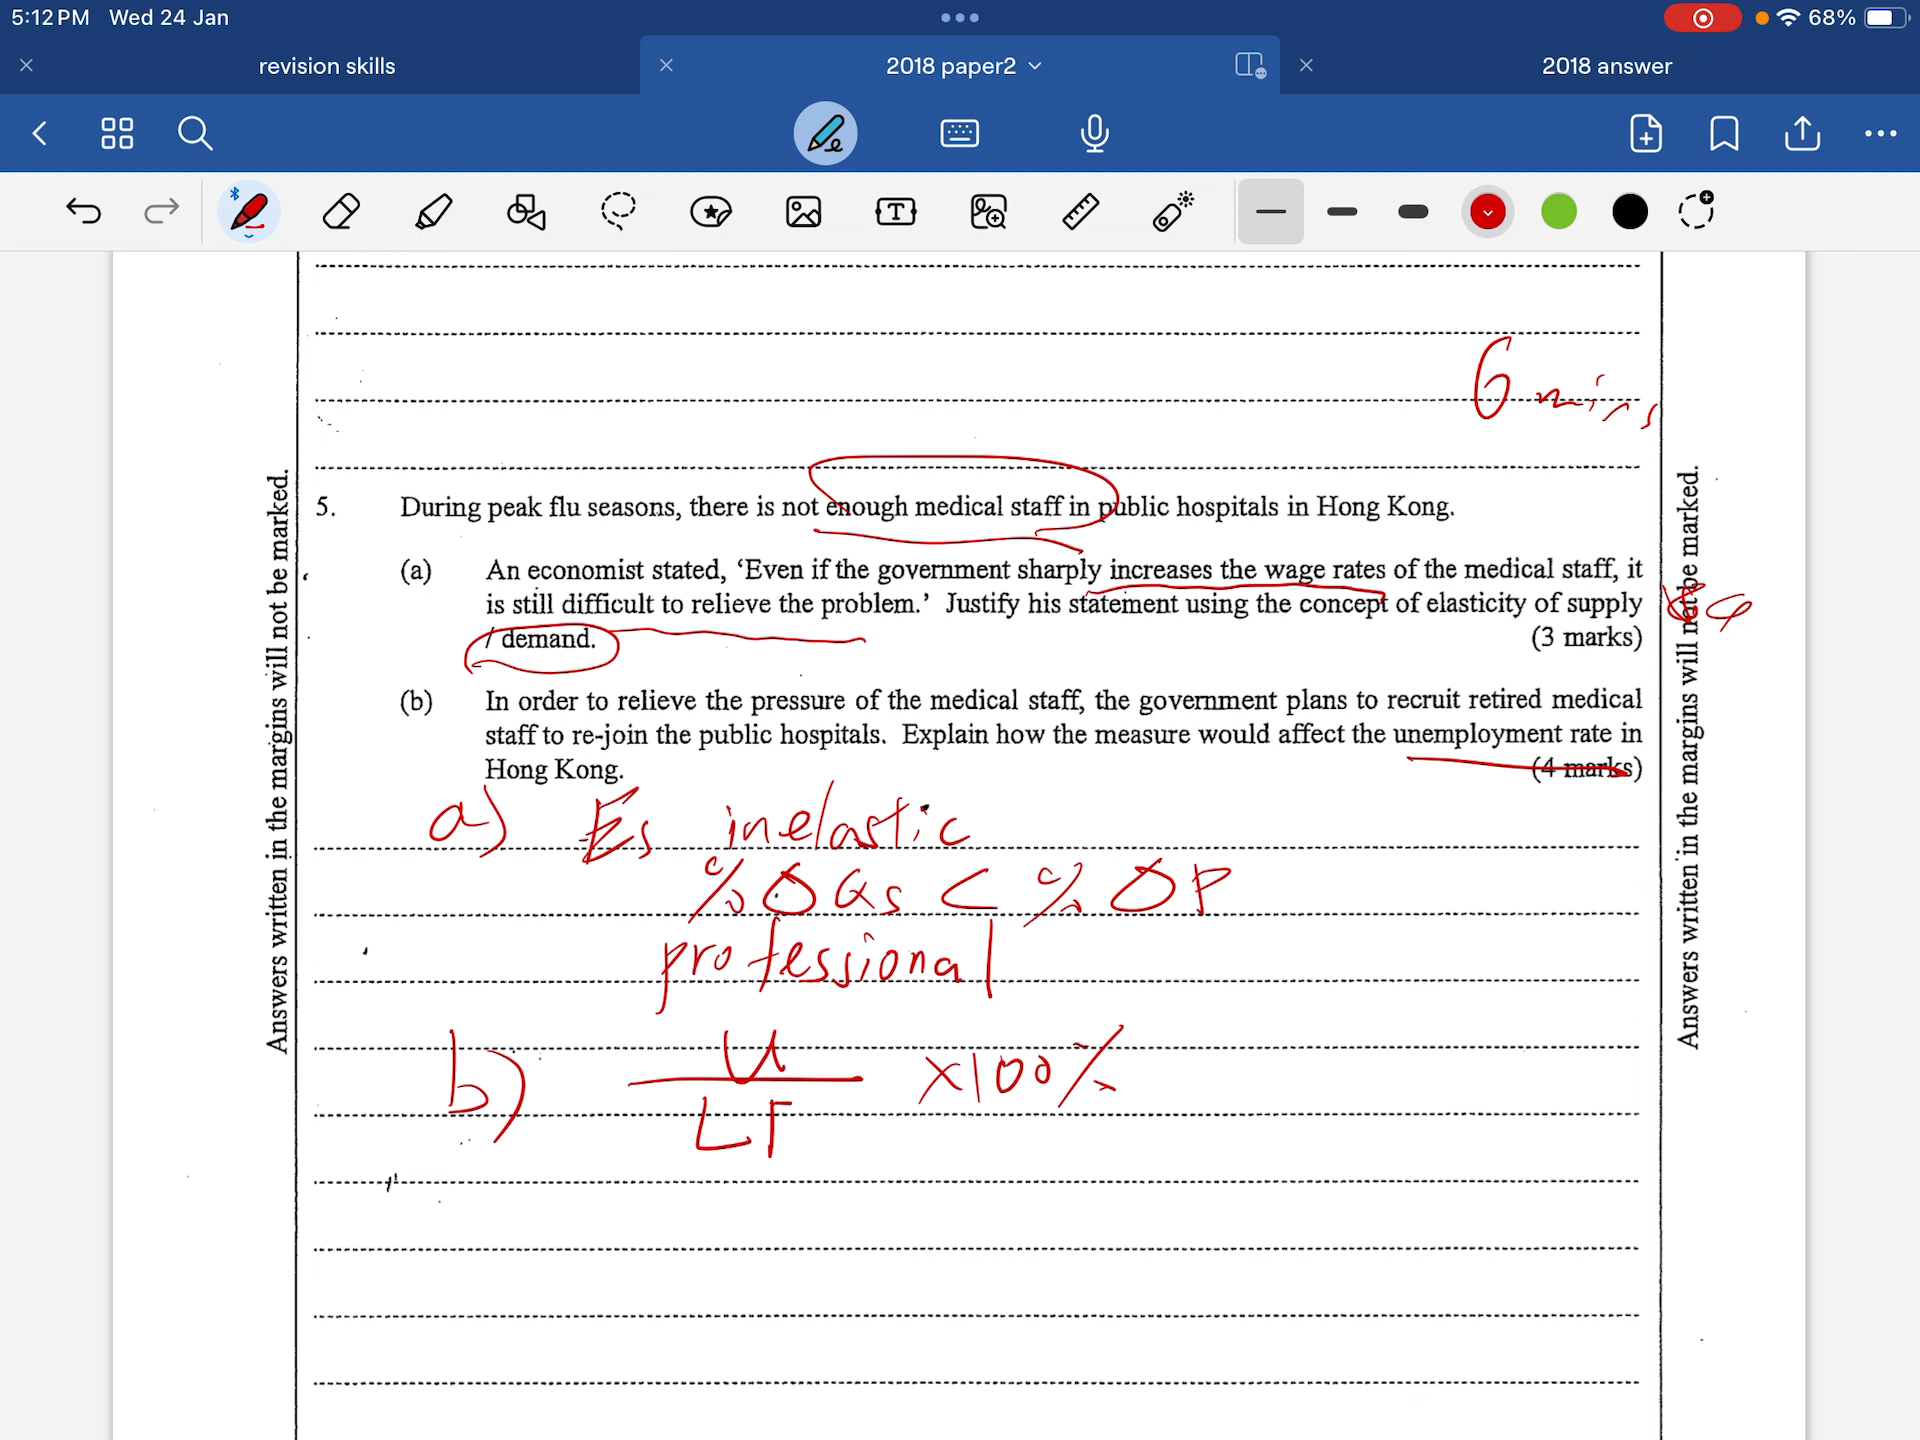 5:12 PM Wed 24 Jan
68%
revision skills
2018 paper2
2018 answer
6 mins
5. During peak flu seasons, there is not enough medical staff in public hospitals in Hong Kong.
(a) An economist stated, ‘Even if the government sharply increases the wage rates of the medical staff, it
is still difficult to relieve the problem.’ Justify his statement using the concept of elasticity of supply
/ demand. (3 marks)
(b) In order to relieve the pressure of the medical staff, the government plans to recruit retired medical
staff to re-join the public hospitals. Explain how the measure would affect the unemployment rate in
Hong Kong. (4 marks)
a) Es inelastic
% Δ Qs < % Δ P
professional
b) U
LF ×100%
Answers written in the margins will not be marked.
Answers written in the margins will not be marked.